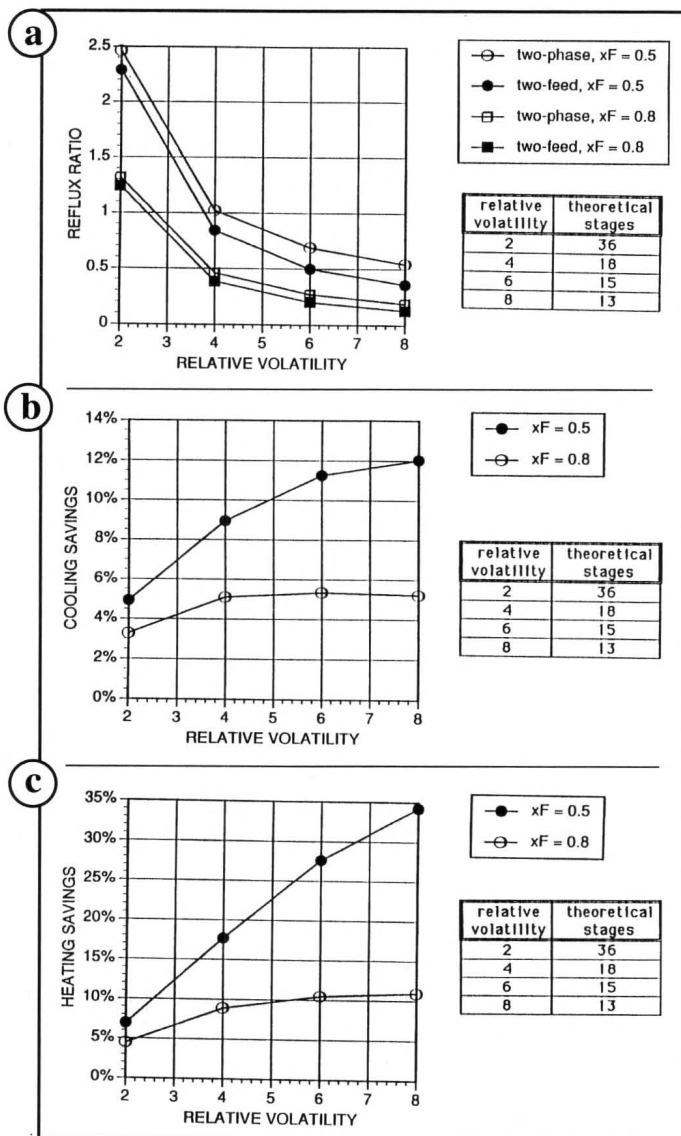 a
2.5
2
1.5
1
0.5
0
REFLUX RATIO
2 3 4 5 6 7 8
RELATIVE VOLATILITY
two-phase, xF = 0.5
two-feed, xF = 0.5
two-phase, xF = 0.8
two-feed, xF = 0.8
relative volatility theoretical stages
2 36
4 18
6 15
8 13
b
14%
12%
10%
8%
6%
4%
2%
0%
COOLING SAVINGS
2 3 4 5 6 7 8
RELATIVE VOLATILITY
xF = 0.5
xF = 0.8
relative volatility theoretical stages
2 36
4 18
6 15
8 13
c
35%
30%
25%
20%
15%
10%
5%
0%
HEATING SAVINGS
2 3 4 5 6 7 8
RELATIVE VOLATILITY
xF = 0.5
xF = 0.8
relative volatility theoretical stages
2 36
4 18
6 15
8 13